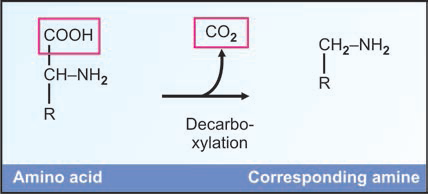 COOH
CH–NH₂
R
CO₂
Decarbo-
xylation
CH₂–NH₂
R
Amino acid
Corresponding amine